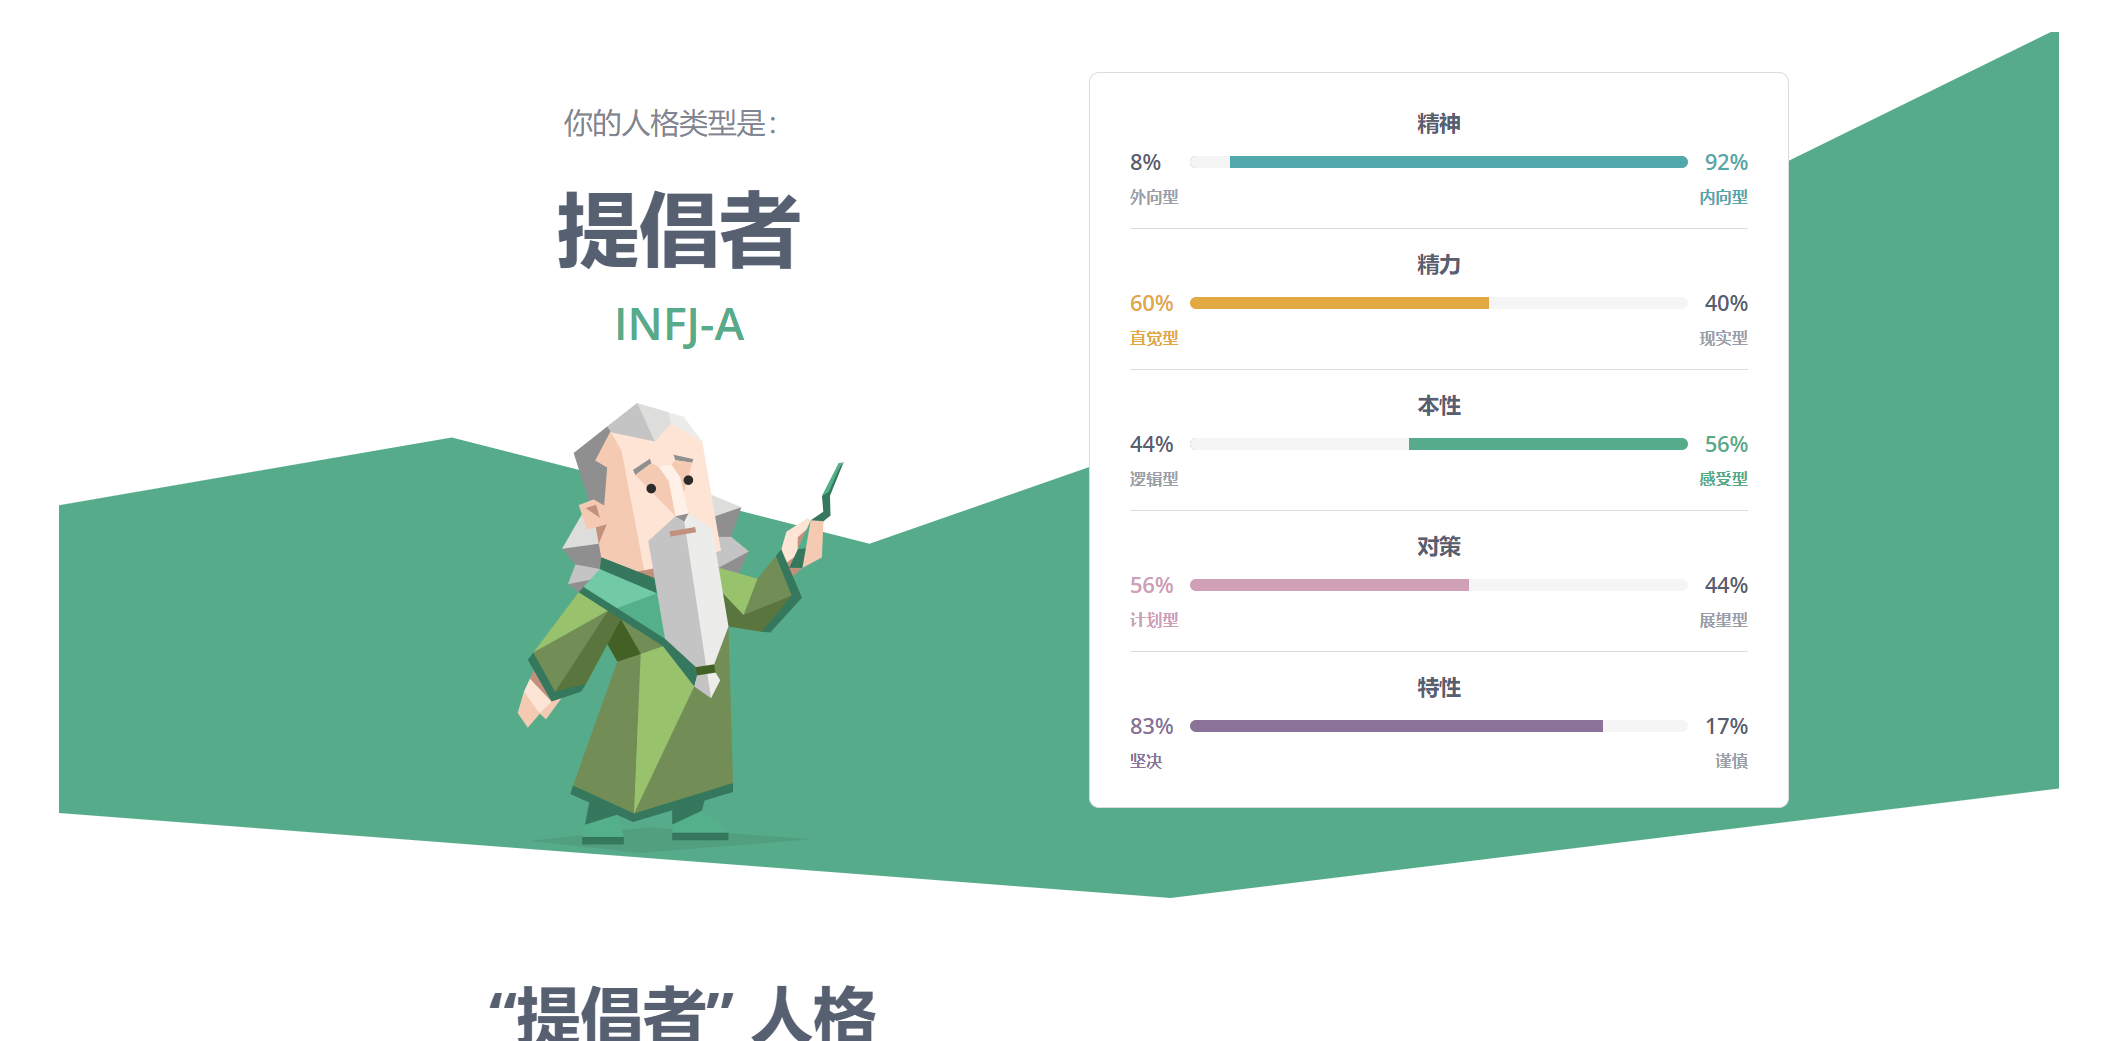 你的人格类型是：
提倡者
INFJ-A
精神
8% 92%
外向型 内向型
精力
60% 40%
直觉型 现实型
本性
44% 56%
逻辑型 感受型
对策
56% 44%
计划型 展望型
特性
83% 17%
坚决 谨慎
“提倡者” 人格